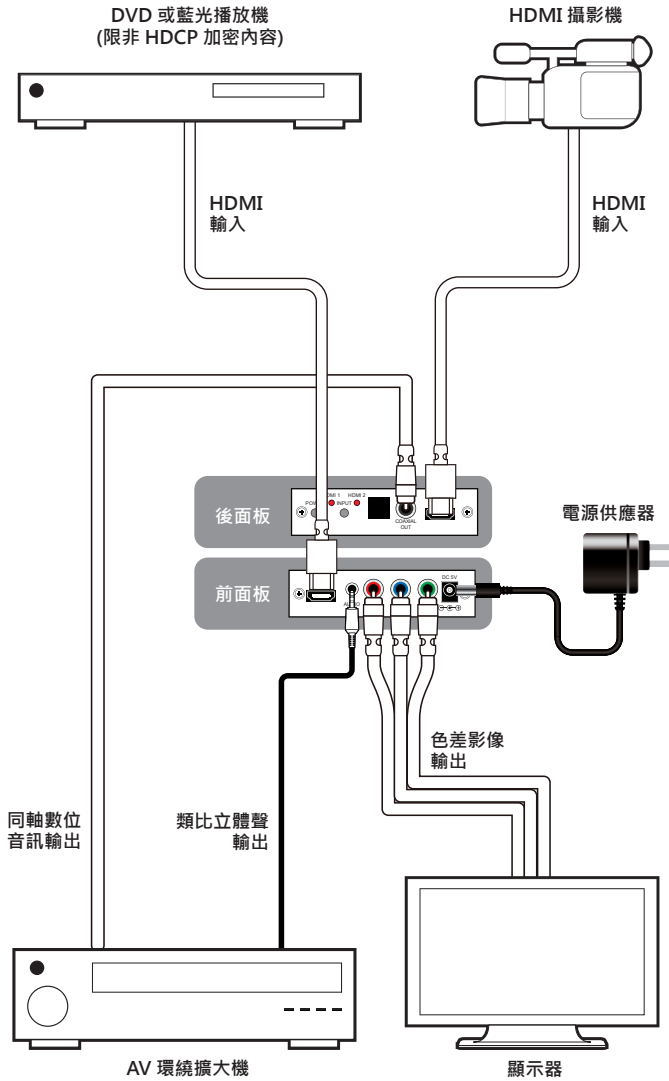 DVD 或藍光播放機
(限非 HDCP 加密內容)
HDMI 攝影機
HDMI
輸入
HDMI
輸入
後面板
HDMI 2
INPUT
COAXIAL
OUT
電源供應器
前面板
DC 5V
色差影像
輸出
同軸數位
音訊輸出
類比立體聲
輸出
AV 環繞擴大機
顯示器